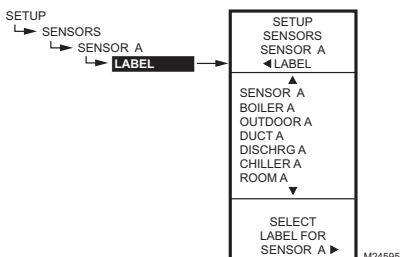 SETUP
SENSORS
SENSOR A
LABEL
SETUP
SENSORS
SENSOR A
◄LABEL
▲
SENSOR A
BOILER A
OUTDOOR A
DUCT A
DISCHRG A
CHILLER A
ROOM A
▼
SELECT
LABEL FOR
SENSOR A ►
M24595